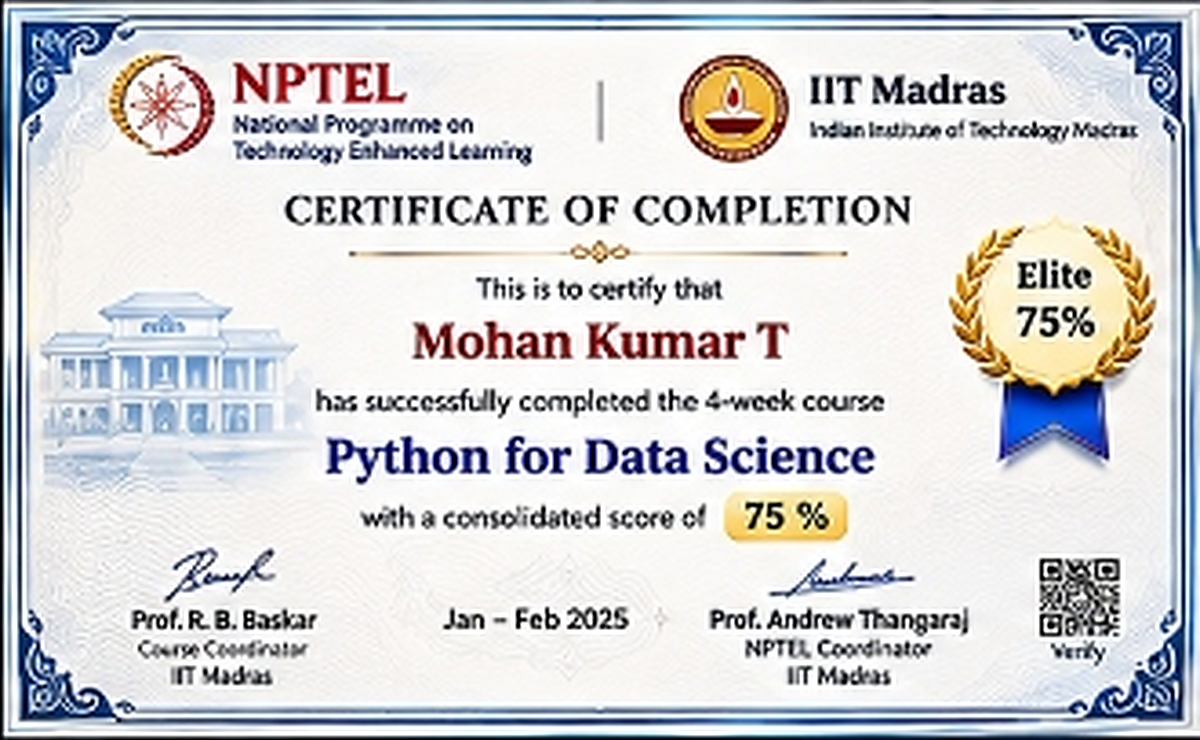 NPTEL
National Programme on
Technology Enhanced Learning
IIT Madras
Indian Institute of Technology Madras
CERTIFICATE OF COMPLETION
This is to certify that
Mohan Kumar T
has successfully completed the 4-week course
Python for Data Science
with a consolidated score of 75 %
Elite
75%
Prof. R. B. Baskar
Course Coordinator
IIT Madras
Jan – Feb 2025
Prof. Andrew Thangaraj
NPTEL Coordinator
IIT Madras
Verify